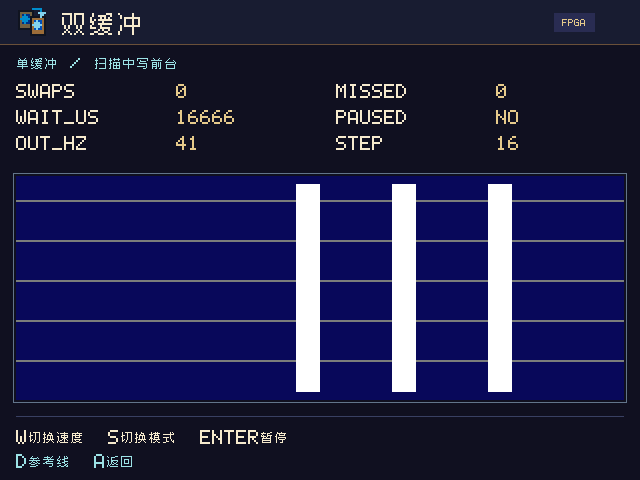 双缓冲 FPGA
单缓冲 / 扫描中写前台
SWAPS 0 MISSED 0
WAIT_US 16666 PAUSED NO
OUT_HZ 41 STEP 16
W切换速度 S切换模式 ENTER暂停
D参考线 A返回